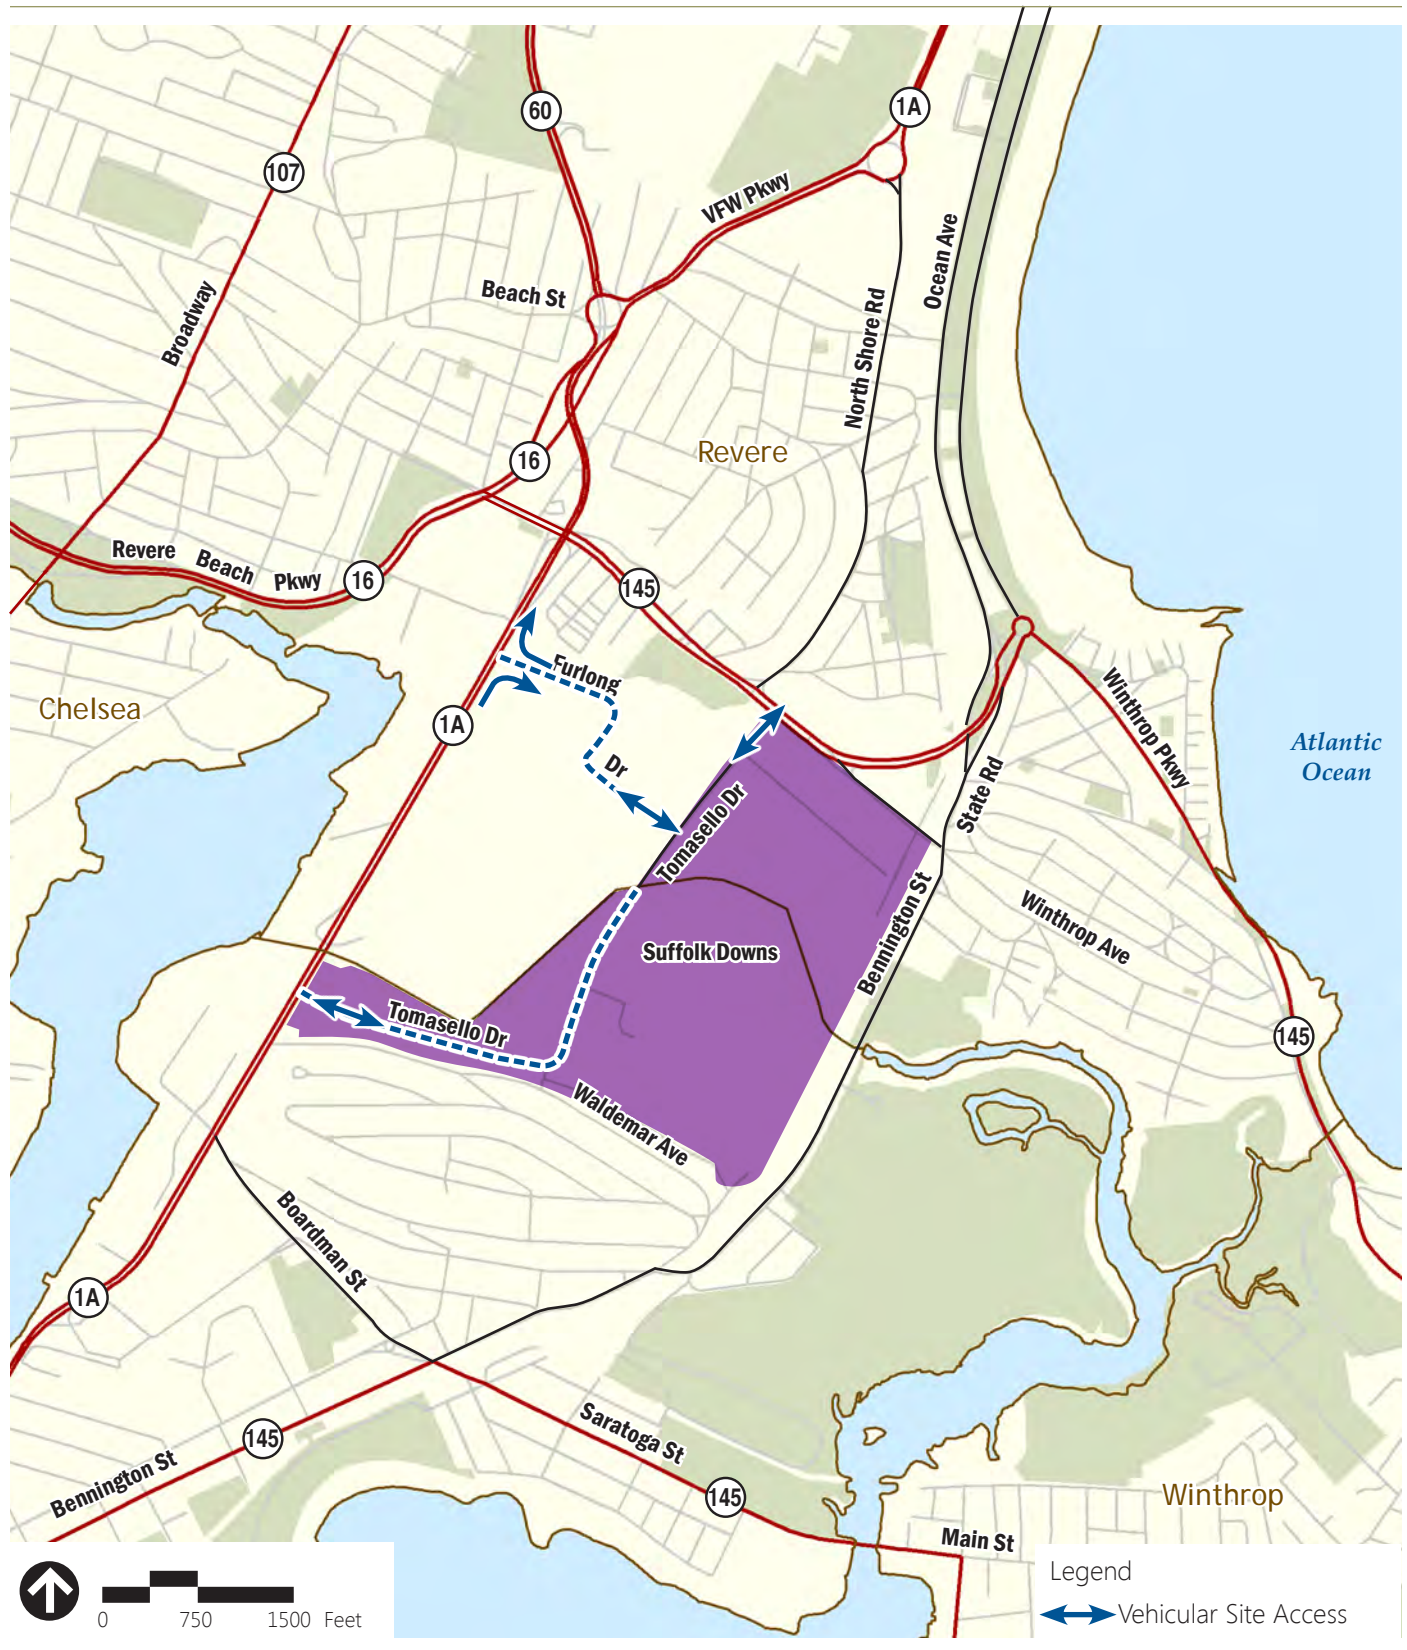 1A
60
107
VFW Pkwy
Ocean Ave
Beach St
Broadway
North Shore Rd
Revere
16
Revere Beach Pkwy
16
145
Furlong Dr
Chelsea
1A
Winthrop Pkwy
Atlantic
Ocean
Tomasello Dr
State Rd
Bennington St
Winthrop Ave
Suffolk Downs
Tomasello Dr
145
Waldemar Ave
Boardman St
1A
Saratoga St
145
Bennington St
145
Winthrop
Main St
0 750 1500 Feet
Legend
Vehicular Site Access